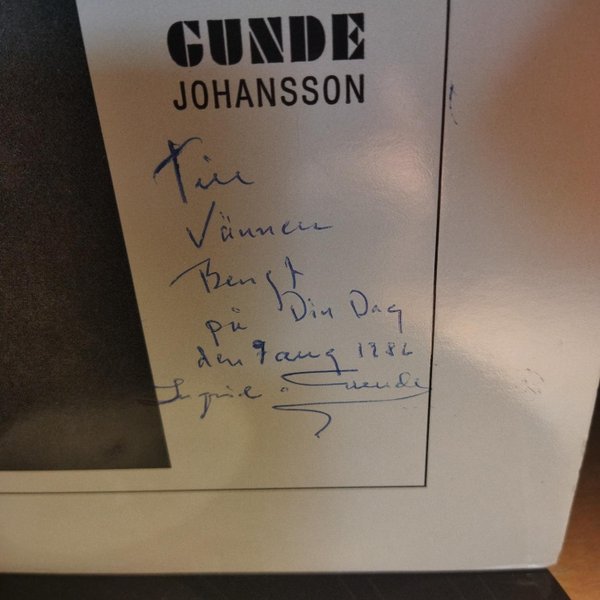 GUNDE
JOHANSSON
Till
Vännen
Bengt
på Din Dag
den 9 aug 1986
Gunde